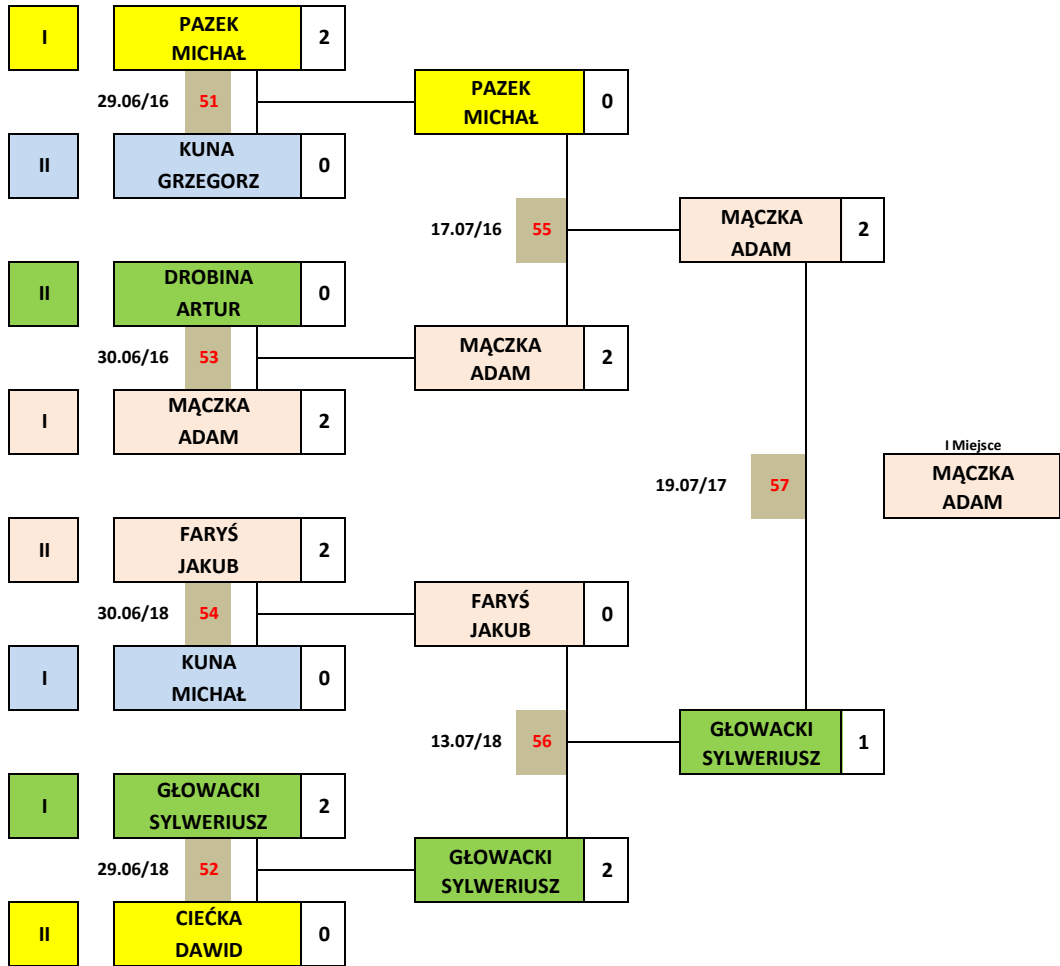 I
PAZEK
MICHAŁ
2
29.06/16
51
II
KUNA
GRZEGORZ
0
PAZEK
MICHAŁ
0
17.07/16
55
II
DROBINA
ARTUR
0
30.06/16
53
I
MĄCZKA
ADAM
2
MĄCZKA
ADAM
2
MĄCZKA
ADAM
2
19.07/17
57
I Miejsce
MĄCZKA
ADAM
II
FARYŚ
JAKUB
2
30.06/18
54
I
KUNA
MICHAŁ
0
FARYŚ
JAKUB
0
13.07/18
56
GŁOWACKI
SYLWERIUSZ
1
I
GŁOWACKI
SYLWERIUSZ
2
29.06/18
52
II
CIEĆKA
DAWID
0
GŁOWACKI
SYLWERIUSZ
2